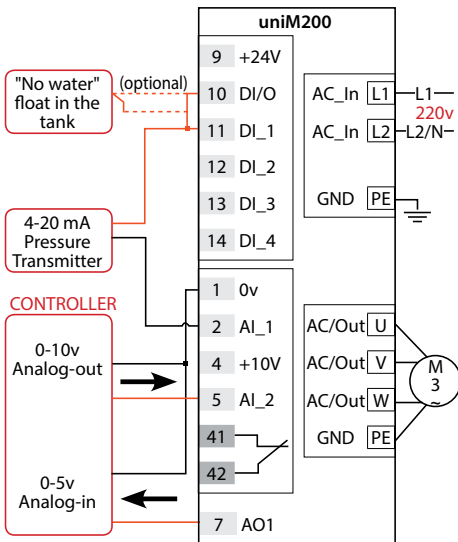 uniM200
9 +24V
"No water"
float in the
tank
(optional)
10 DI/O
11 DI_1
12 DI_2
13 DI_3
14 DI_4
AC_In L1 L1
220v
AC_In L2 L2/N
GND PE
4-20 mA
Pressure
Transmitter
1 0v
2 AI_1
4 +10V
5 AI_2
41
42
7 AO1
CONTROLLER
0-10v
Analog-out
0-5v
Analog-in
AC/Out U
AC/Out V
AC/Out W
GND PE
M
3
~